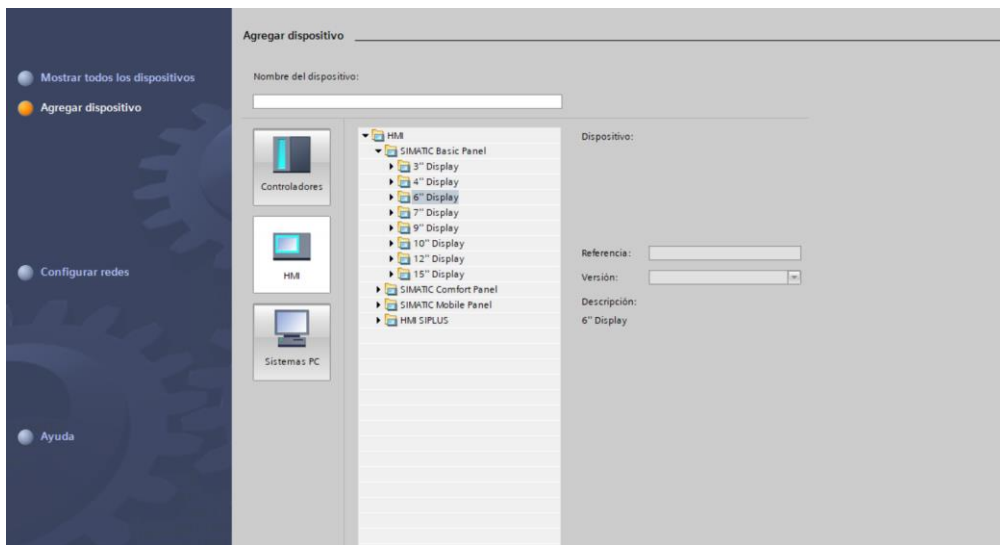 Agregar dispositivo
Mostrar todos los dispositivos
Agregar dispositivo
Configurar redes
Ayuda
Nombre del dispositivo:
Controladores
HMI
Sistemas PC
HMI
SIMATIC Basic Panel
3" Display
4" Display
6" Display
7" Display
9" Display
10" Display
12" Display
15" Display
SIMATIC Comfort Panel
SIMATIC Mobile Panel
HMI SIPLUS
Dispositivo:
Referencia:
Versión:
Descripción:
6" Display